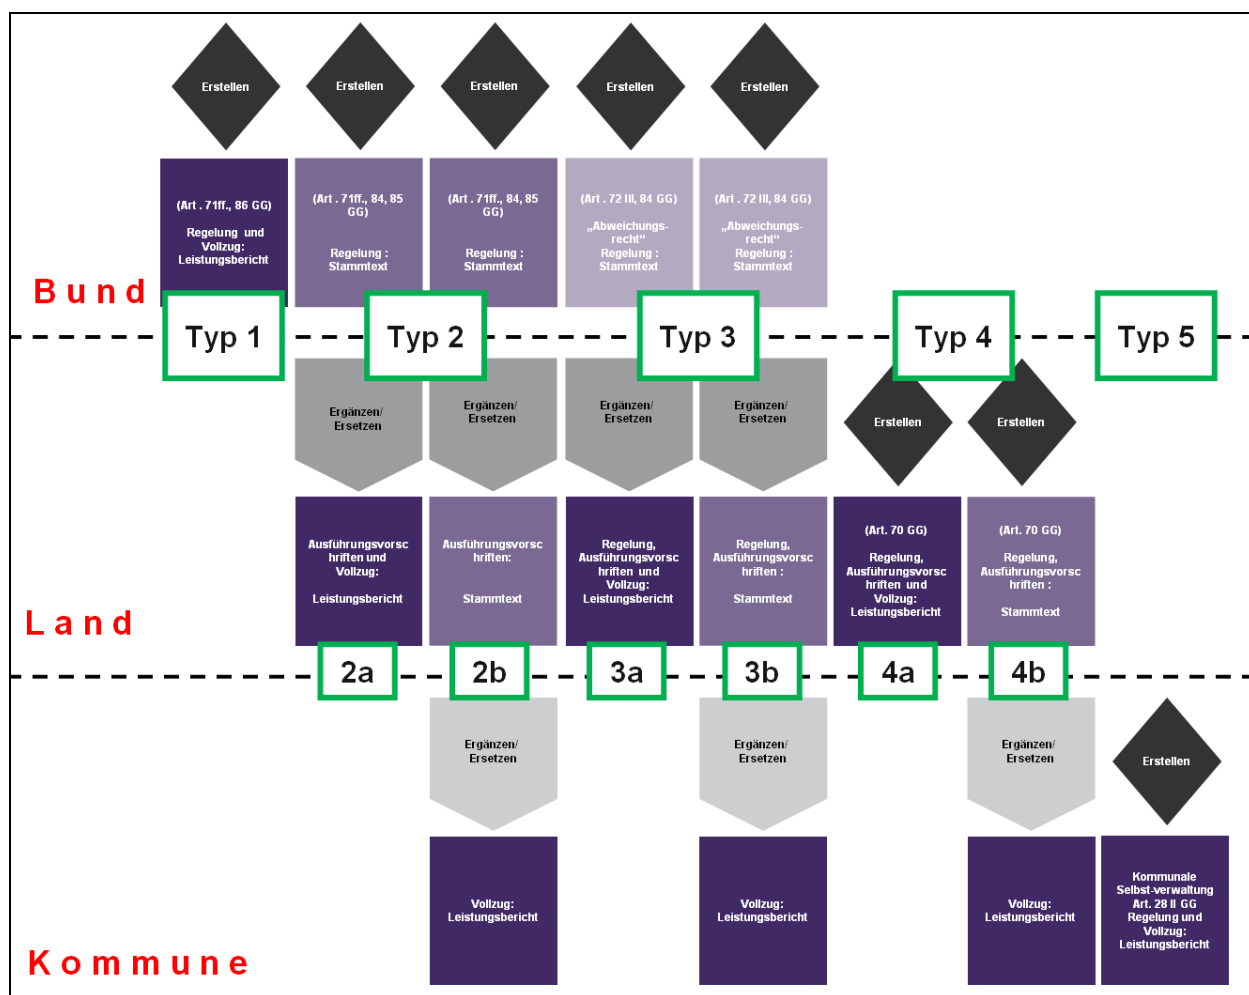 Erstellen
Erstellen
Erstellen
Erstellen
Erstellen
(Art . 71ff., 86 GG)
Regelung und
Vollzug:
Leistungsbericht
(Art . 71ff., 84, 85
GG)
Regelung :
Stammtext
(Art . 71ff., 84, 85
GG)
Regelung :
Stammtext
(Art . 72 III, 84 GG)
„Abweichungs-
recht“
Regelung :
Stammtext
(Art . 72 III, 84 GG)
„Abweichungs-
recht“
Regelung :
Stammtext
Bund
Typ 1
Typ 2
Typ 3
Typ 4
Typ 5
Ergänzen/
Ersetzen
Ergänzen/
Ersetzen
Ergänzen/
Ersetzen
Ergänzen/
Ersetzen
Erstellen
Erstellen
Ausführungsvorsc
hriften und
Vollzug:
Leistungsbericht
Ausführungsvorsc
hriften:
Stammtext
Regelung,
Ausführungsvorsc
hriften und
Vollzug:
Leistungsbericht
Regelung,
Ausführungsvorsc
hriften :
Stammtext
(Art. 70 GG)
Regelung,
Ausführungsvorsc
hriften und
Vollzug:
Leistungsbericht
(Art. 70 GG)
Regelung,
Ausführungsvorsc
hriften :
Stammtext
Land
2a
2b
3a
3b
4a
4b
Ergänzen/
Ersetzen
Ergänzen/
Ersetzen
Ergänzen/
Ersetzen
Erstellen
Vollzug:
Leistungsbericht
Vollzug:
Leistungsbericht
Vollzug:
Leistungsbericht
Kommunale
Selbst-verwaltung
Art. 28 II GG
Regelung und
Vollzug:
Leistungsbericht
Kommune